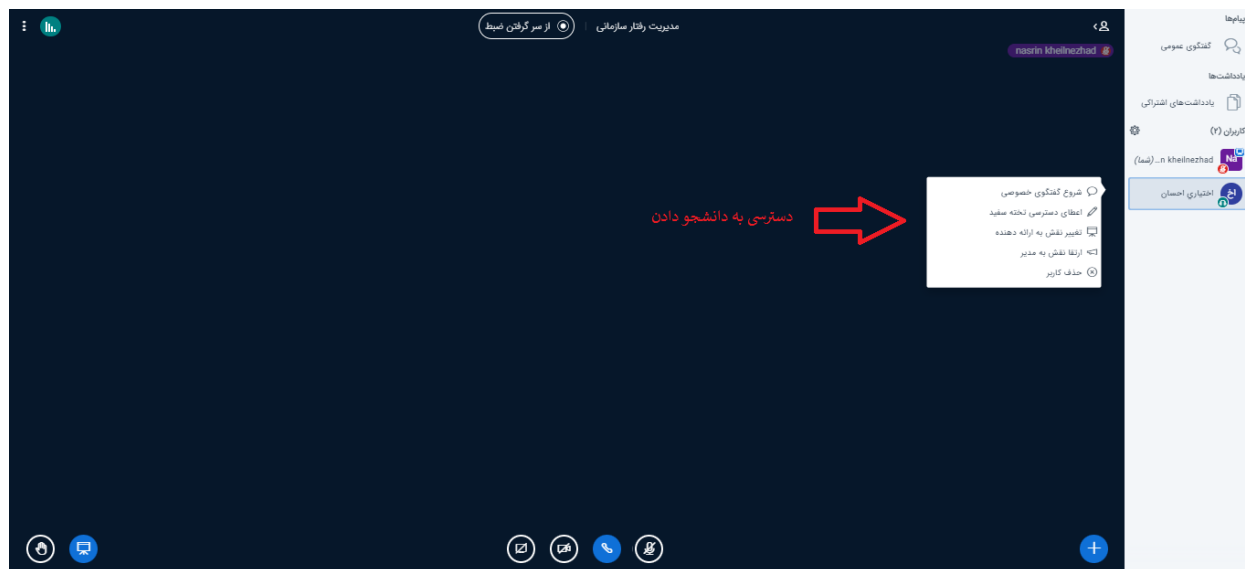 پیام‌ها
گفتگوی عمومی
یادداشت‌ها
یادداشت‌های اشتراکی
کاربران (۲)
Na
n kheilnezhad... (شما)
اخ
اختیاري احسان
مدیریت رفتار سازمانی
از سر گرفتن ضبط
nasrin kheilnezhad
شروع گفتگوی خصوصی
اعطای دسترسی تخته سفید
تغییر نقش به ارائه دهنده
ارتقا نقش به مدیر
حذف کاربر
دسترسی به دانشجو دادن